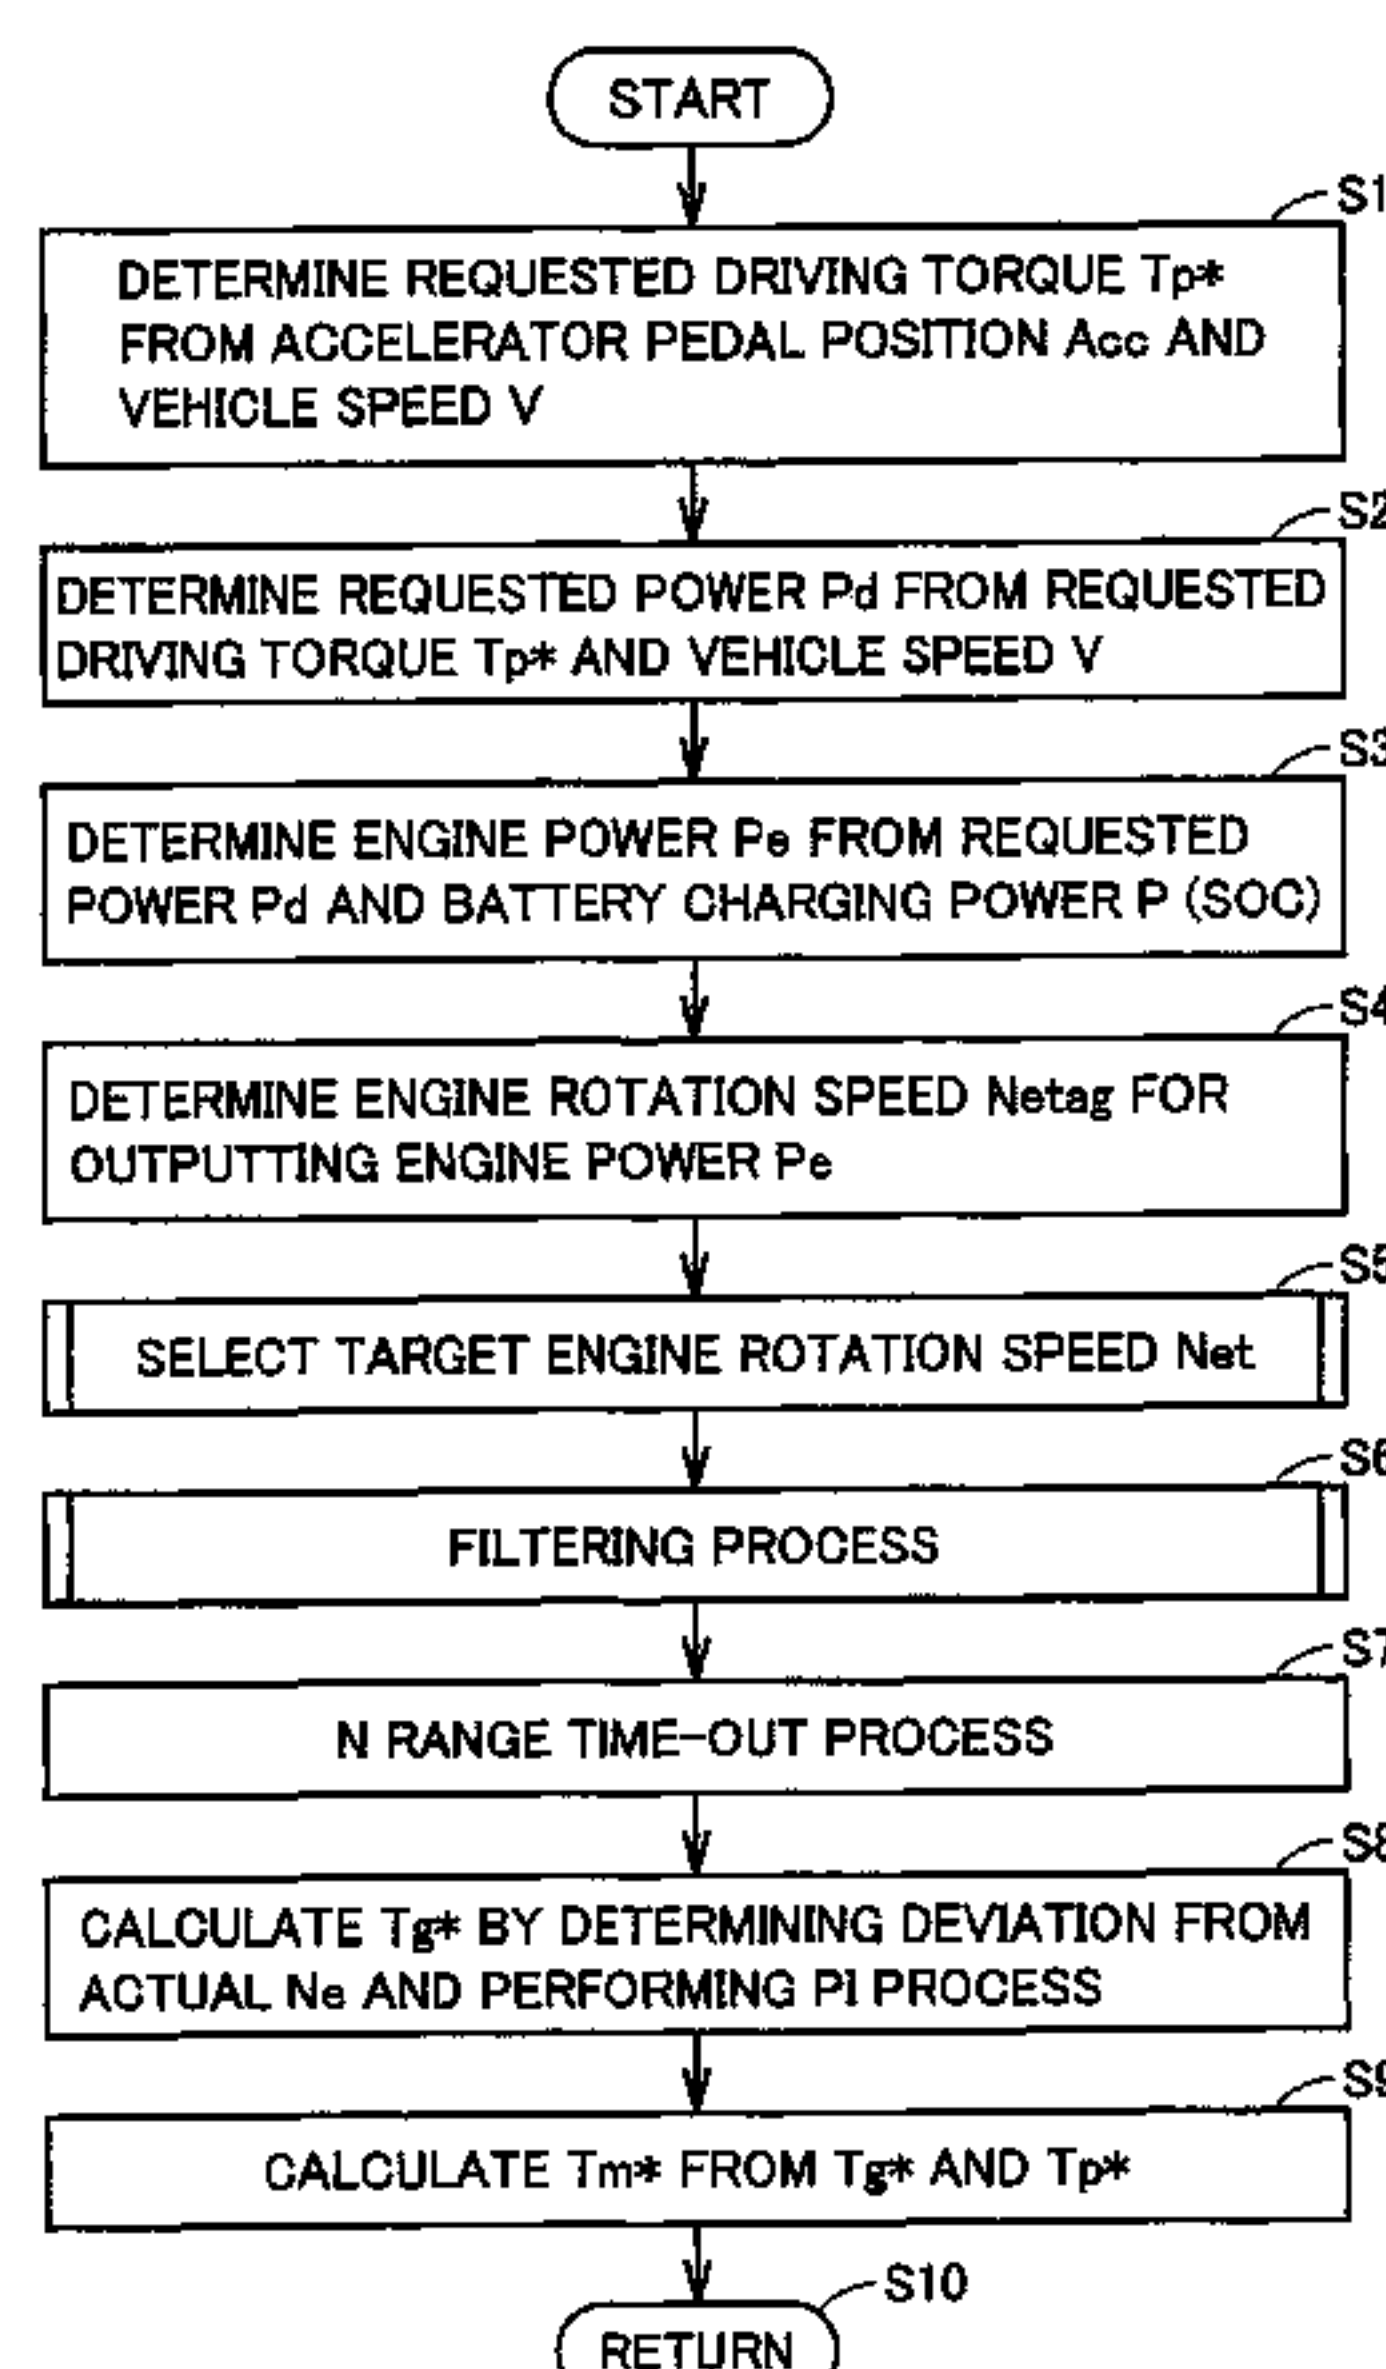 START
S1
DETERMINE REQUESTED DRIVING TORQUE Tp*
FROM ACCELERATOR PEDAL POSITION Acc AND
VEHICLE SPEED V
S2
DETERMINE REQUESTED POWER Pd FROM REQUESTED
DRIVING TORQUE Tp* AND VEHICLE SPEED V
S3
DETERMINE ENGINE POWER Pe FROM REQUESTED
POWER Pd AND BATTERY CHARGING POWER P (SOC)
S4
DETERMINE ENGINE ROTATION SPEED Netag FOR
OUTPUTTING ENGINE POWER Pe
S5
SELECT TARGET ENGINE ROTATION SPEED Net
S6
FILTERING PROCESS
S7
N RANGE TIME-OUT PROCESS
S8
CALCULATE Tg* BY DETERMINING DEVIATION FROM
ACTUAL Ne AND PERFORMING PI PROCESS
S9
CALCULATE Tm* FROM Tg* AND Tp*
S10
RETURN